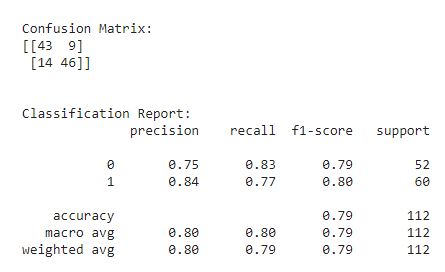 Confusion Matrix:
[[43  9]
 [14 46]]
Classification Report:
              precision    recall  f1-score   support
           0       0.75      0.83      0.79        52
           1       0.84      0.77      0.80        60
    accuracy                           0.79       112
   macro avg       0.80      0.80      0.79       112
weighted avg       0.80      0.79      0.79       112